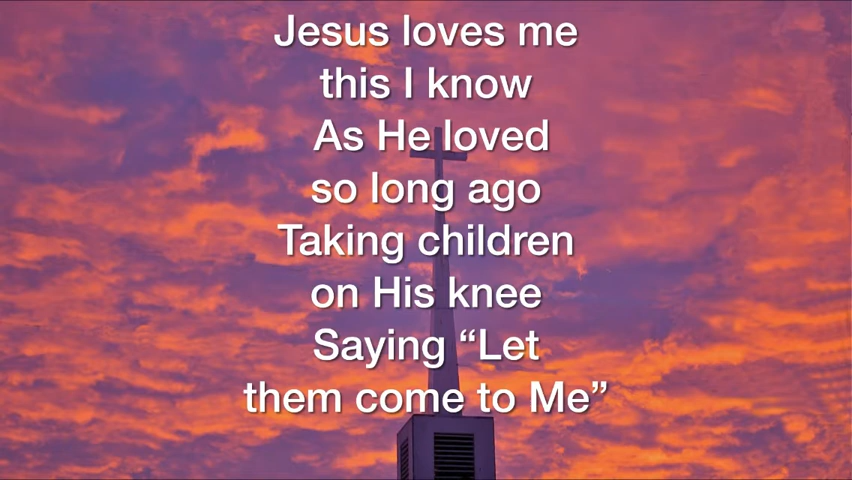 Jesus loves me
this I know
As He loved
so long ago
Taking children
on His knee
Saying “Let
them come to Me”